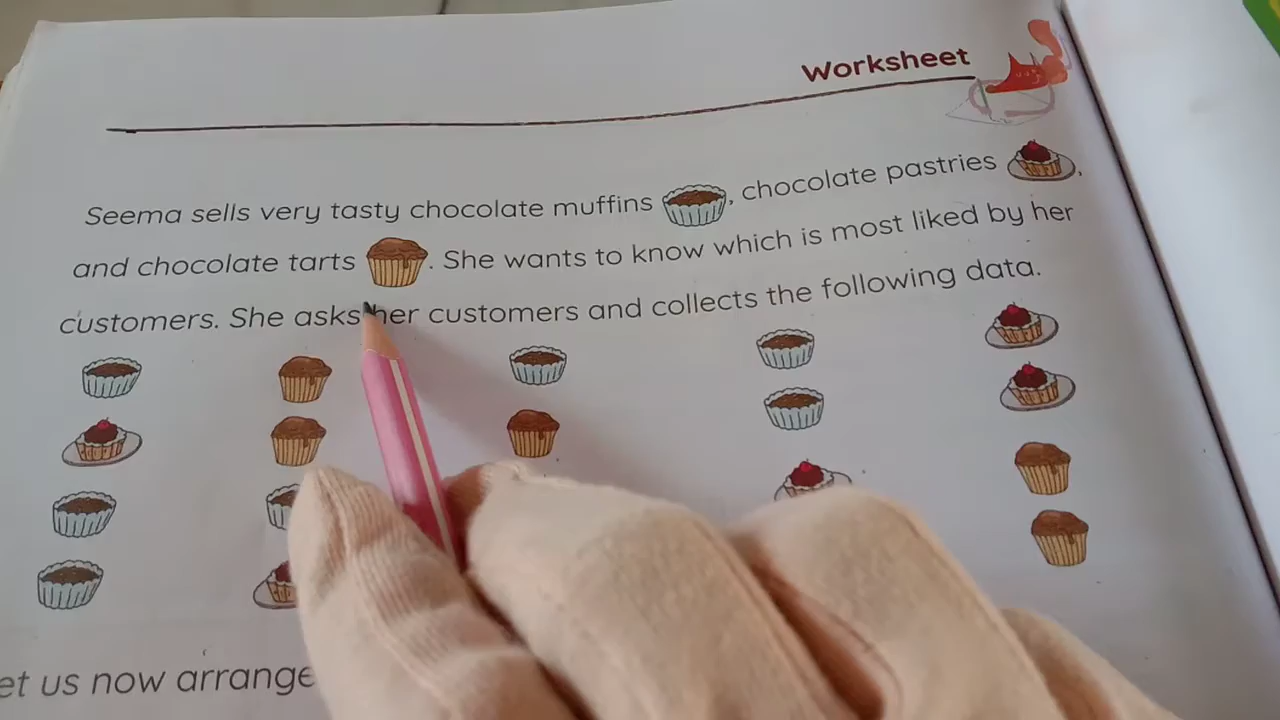 Worksheet
Seema sells very tasty chocolate muffins , chocolate pastries ,
and chocolate tarts . She wants to know which is most liked by her
customers. She asks her customers and collects the following data.
et us now arrange